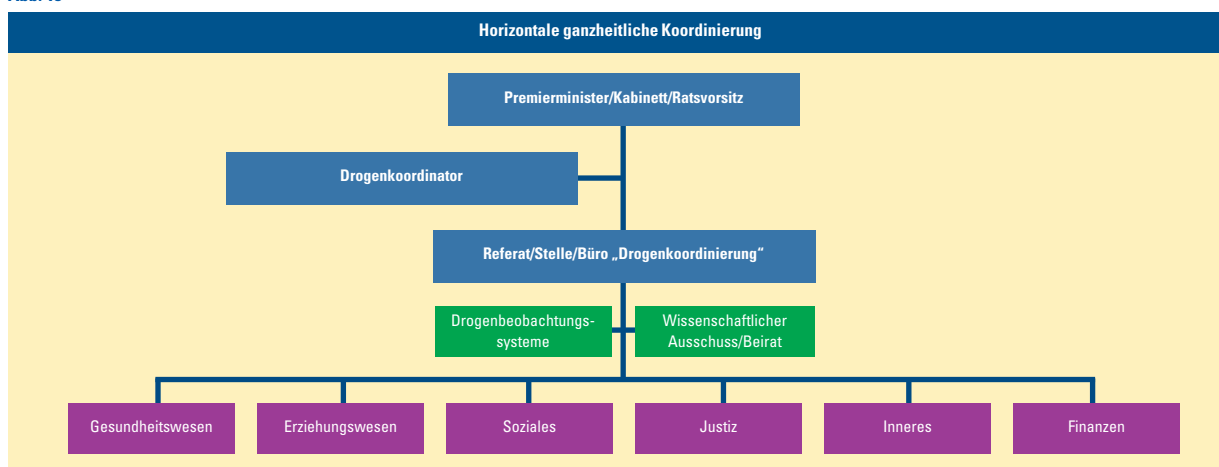 Horizontale ganzheitliche Koordinierung
Premierminister/Kabinett/Ratsvorsitz
Drogenkoordinator
Referat/Stelle/Büro „Drogenkoordinierung“
Drogenbeobachtungs-
systeme
Wissenschaftlicher
Ausschuss/Beirat
Gesundheitswesen
Erziehungswesen
Soziales
Justiz
Inneres
Finanzen